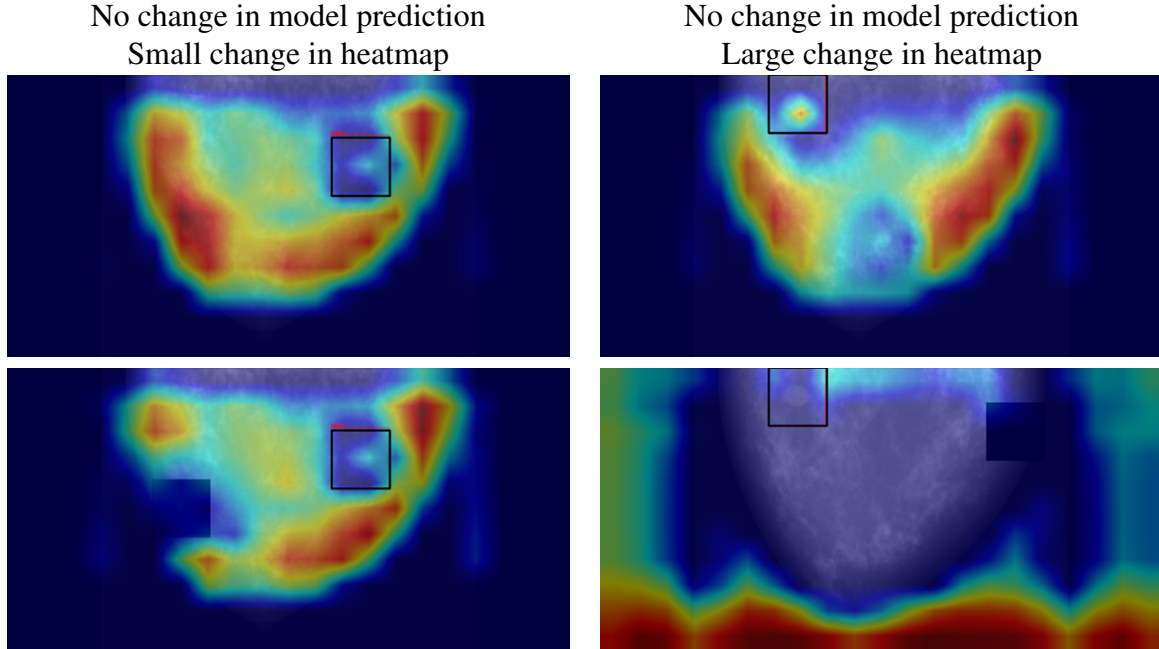 No change in model prediction
Small change in heatmap
No change in model prediction
Large change in heatmap